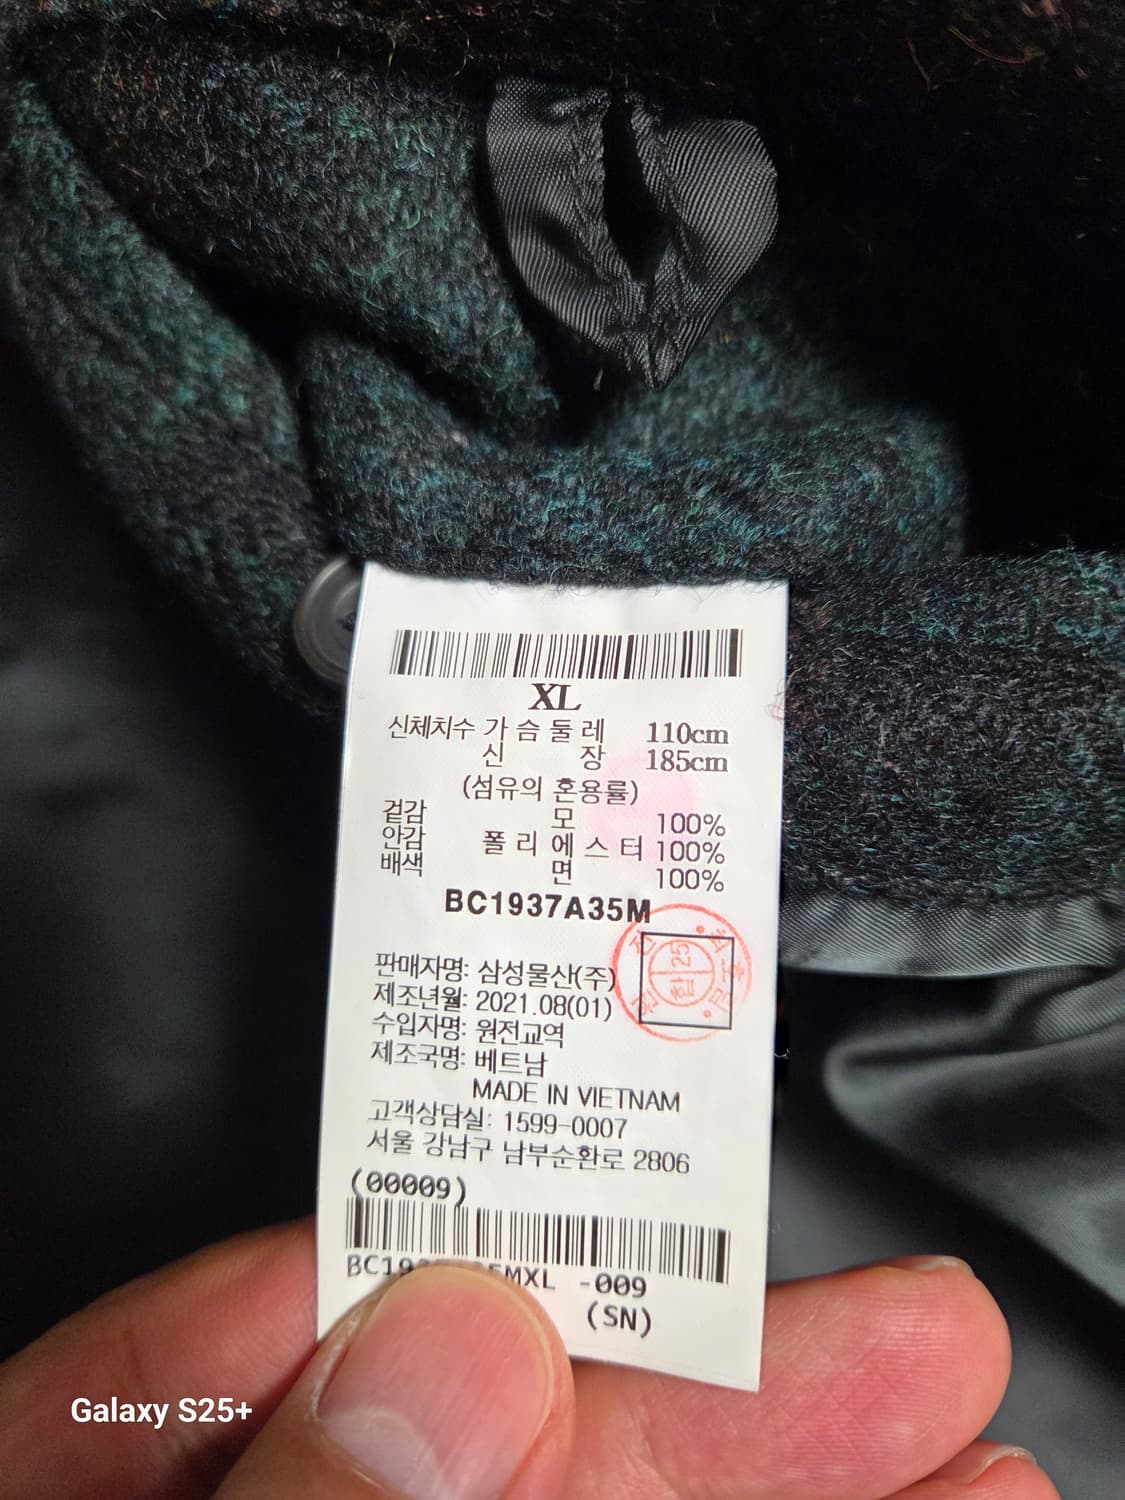 XL
신체치수 가슴둘레 110cm
신장 185cm
(섬유의 혼용률)
겉감 모 100%
안감 폴리에스터 100%
배색 면 100%
BC1937A35M
판매자명: 삼성물산(주)
제조년월: 2021.08(01)
수입자명: 원전교역
제조국명: 베트남
MADE IN VIETNAM
고객상담실: 1599-0007
서울 강남구 남부순환로 2806
(00009)
MXL -009
(SN)
합 25
Galaxy S25+